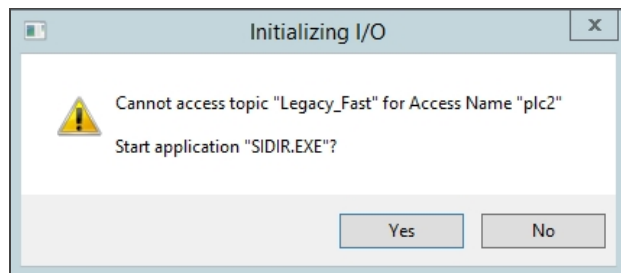 Initializing I/O
x
Cannot access topic "Legacy_Fast" for Access Name "plc2"
Start application "SIDIR.EXE"?
Yes No